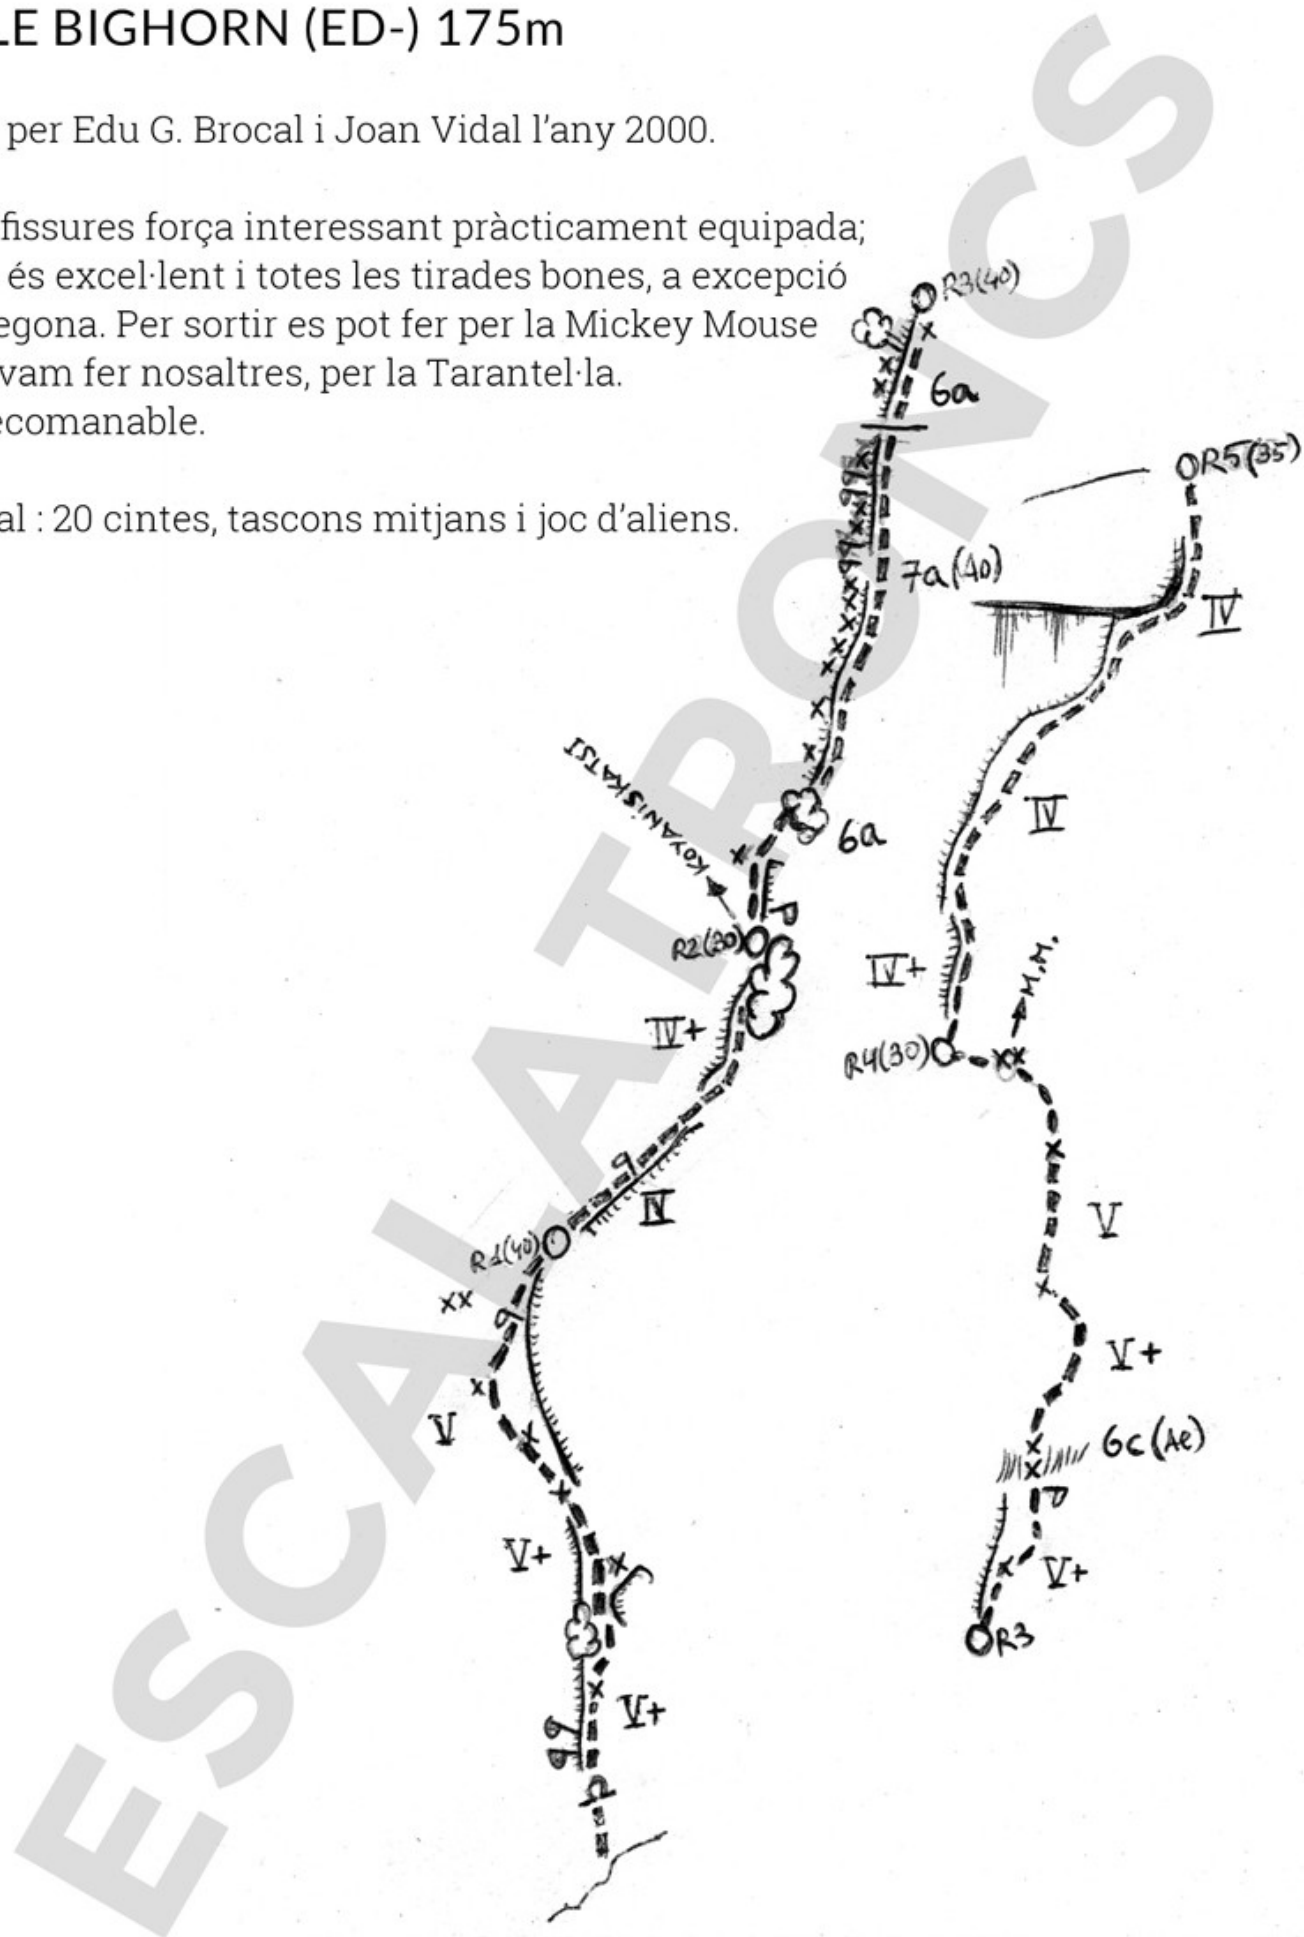 LE BIGHORN (ED-) 175m
per Edu G. Brocal i Joan Vidal l'any 2000.
fissures força interessant pràcticament equipada;
és excel·lent i totes les tirades bones, a excepció
egona. Per sortir es pot fer per la Mickey Mouse
vam fer nosaltres, per la Tarantel·la.
ecomanable.
al : 20 cintes, tascons mitjans i joc d'aliens.
R3(40)
6a
R5(35)
7a(A0)
IV
KOYANISKATSI
IV
6a
R2(30)
IV+
M.M.
IV+
R4(30)
IV
V
R1(40)
V+
V
6c(Ae)
V+
V+
R3
V+
ESCALATRONCS